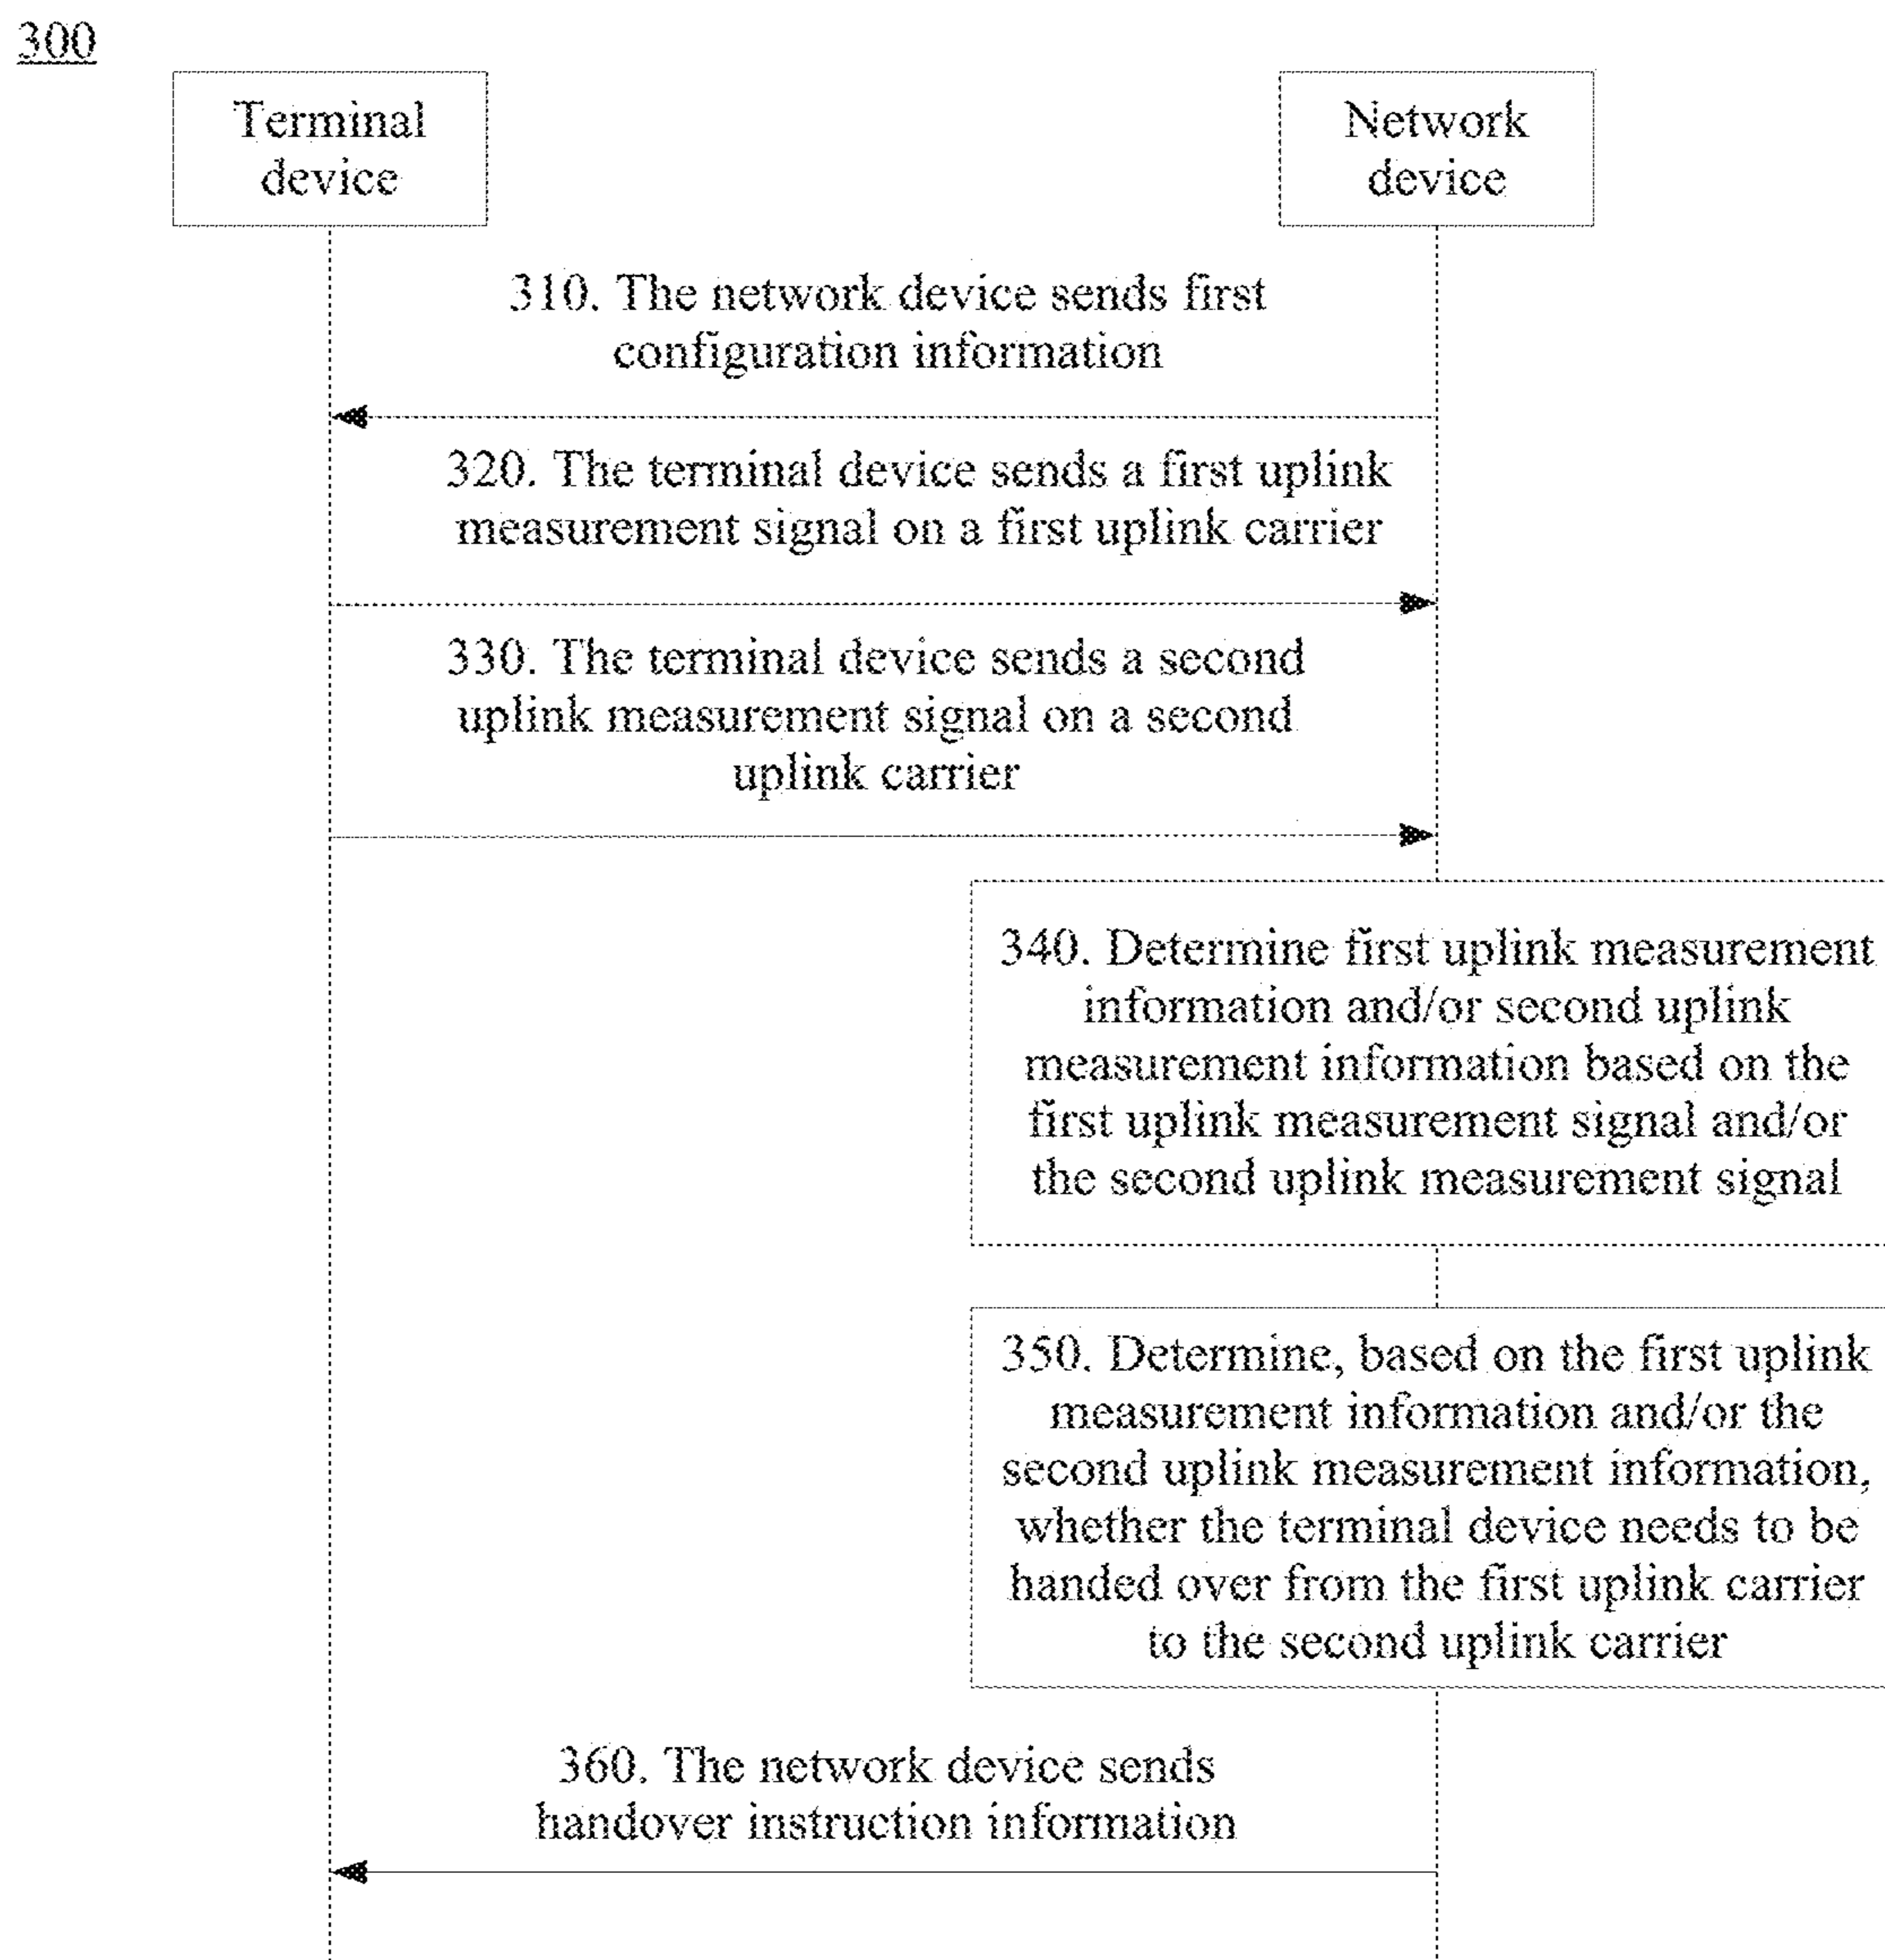 300
Terminal
device
Network
device
310. The network device sends first
configuration information
320. The terminal device sends a first uplink
measurement signal on a first uplink carrier
330. The terminal device sends a second
uplink measurement signal on a second
uplink carrier
340. Determine first uplink measurement
information and/or second uplink
measurement information based on the
first uplink measurement signal and/or
the second uplink measurement signal
350. Determine, based on the first uplink
measurement information and/or the
second uplink measurement information,
whether the terminal device needs to be
handed over from the first uplink carrier
to the second uplink carrier
360. The network device sends
handover instruction information